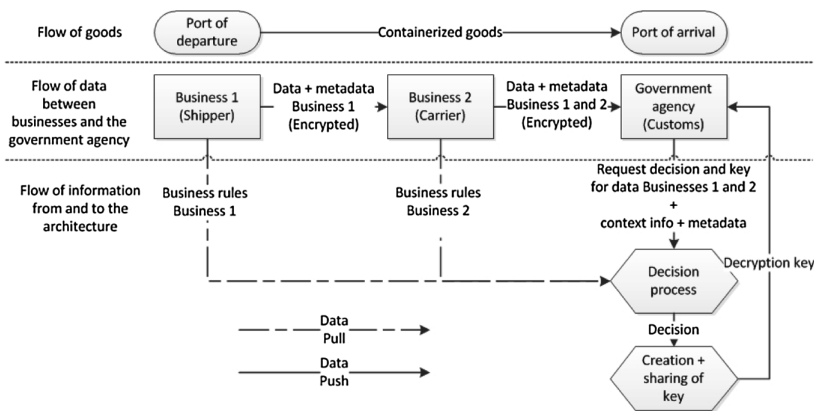 Flow of goods
Port of
departure
Containerized goods
Port of arrival
Flow of data
between
businesses and the
government agency
Business 1
(Shipper)
Data + metadata
Business 1
(Encrypted)
Business 2
(Carrier)
Data + metadata
Business 1 and 2
(Encrypted)
Government
agency
(Customs)
Flow of information
from and to the
architecture
Business rules
Business 1
Business rules
Business 2
Request decision and key
for data Businesses 1 and 2
+
context info + metadata
Decision
process
Decryption key
Decision
Creation +
sharing of
key
Data
Pull
Data
Push